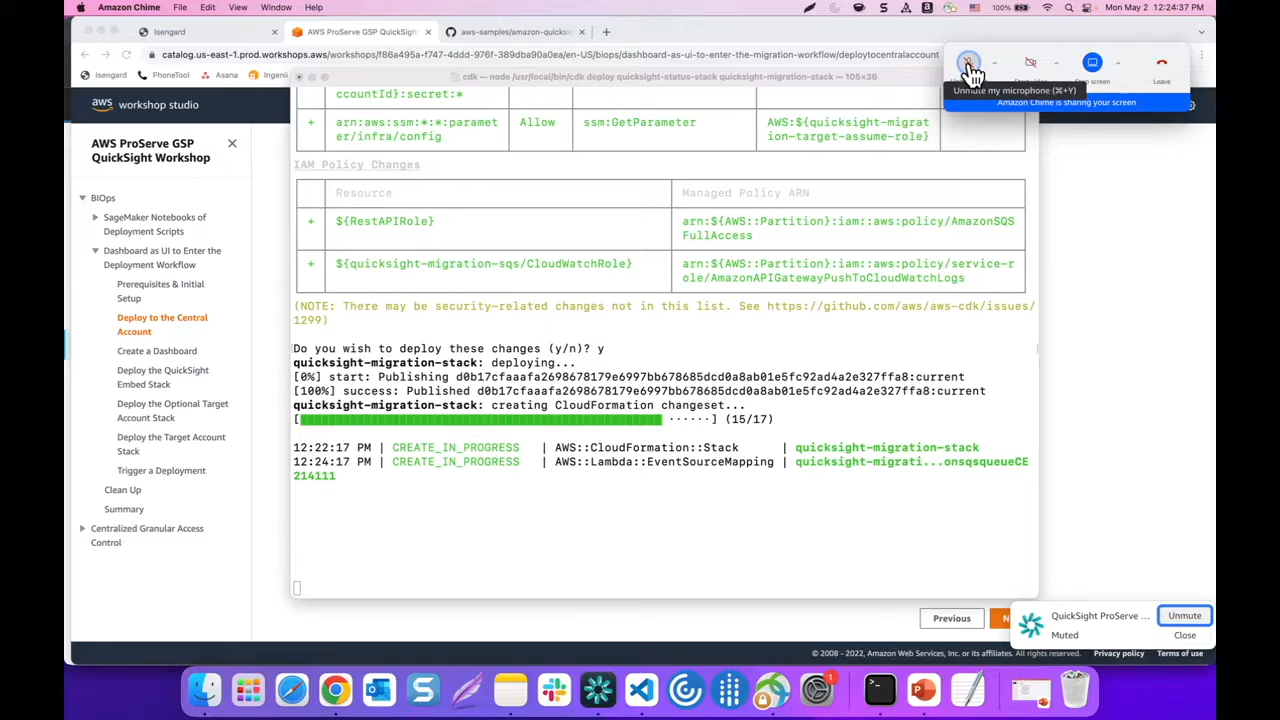 Amazon Chime File Edit View Window Help
100% Mon May 2 12:24:37 PM
Isengard
AWS ProServe GSP QuickSight
aws-samples/amazon-quicksig
catalog.us-east-1.prod.workshops.aws/workshops/f86a495a-f747-4ddd-976f-389dba90a0ea/en-US/biops/dashboard-as-ui-to-enter-the-migration-workflow/deploytocentralaccount
Isengard PhoneTool Asana
cdk — node /usr/local/bin/cdk deploy quicksight-status-stack quicksight-migration-stack — 105×36
Stop screen
Leave
Unmute my microphone (⌘+Y)
Amazon Chime is sharing your screen
aws workshop studio
AWS ProServe GSP
QuickSight Workshop
BIOps
SageMaker Notebooks of
Deployment Scripts
Dashboard as UI to Enter the
Deployment Workflow
Prerequisites & Initial
Setup
Deploy to the Central
Account
Create a Dashboard
Deploy the QuickSight
Embed Stack
Deploy the Optional Target
Account Stack
Deploy the Target Account
Stack
Trigger a Deployment
Clean Up
Summary
Centralized Granular Access
Control
ccountId}:secret:*
+ arn:aws:ssm:*:*:paramet Allow ssm:GetParameter AWS:${quicksight-migrat
er/infra/config ion-target-assume-role}
IAM Policy Changes
Resource Managed Policy ARN
+ ${RestAPIRole} arn:${AWS::Partition}:iam::aws:policy/AmazonSQS
FullAccess
+ ${quicksight-migration-sqs/CloudWatchRole} arn:${AWS::Partition}:iam::aws:policy/service-r
ole/AmazonAPIGatewayPushToCloudWatchLogs
(NOTE: There may be security-related changes not in this list. See https://github.com/aws/aws-cdk/issues/
1299)
Do you wish to deploy these changes (y/n)? y
quicksight-migration-stack: deploying...
[0%] start: Publishing d0b17cfaaafa2698678179e6997bb678685dcd0a8ab01e5fc92ad4a2e327ffa8:current
[100%] success: Published d0b17cfaaafa2698678179e6997bb678685dcd0a8ab01e5fc92ad4a2e327ffa8:current
quicksight-migration-stack: creating CloudFormation changeset...
[ ······] (15/17)
12:22:17 PM | CREATE_IN_PROGRESS | AWS::CloudFormation::Stack | quicksight-migration-stack
12:24:17 PM | CREATE_IN_PROGRESS | AWS::Lambda::EventSourceMapping | quicksight-migrati...onsqsqueueCE
214111
Previous
QuickSight ProServe ...
Muted
Unmute
Close
© 2008 - 2022, Amazon Web Services, Inc. or its affiliates. All rights reserved. Privacy policy Terms of use
1